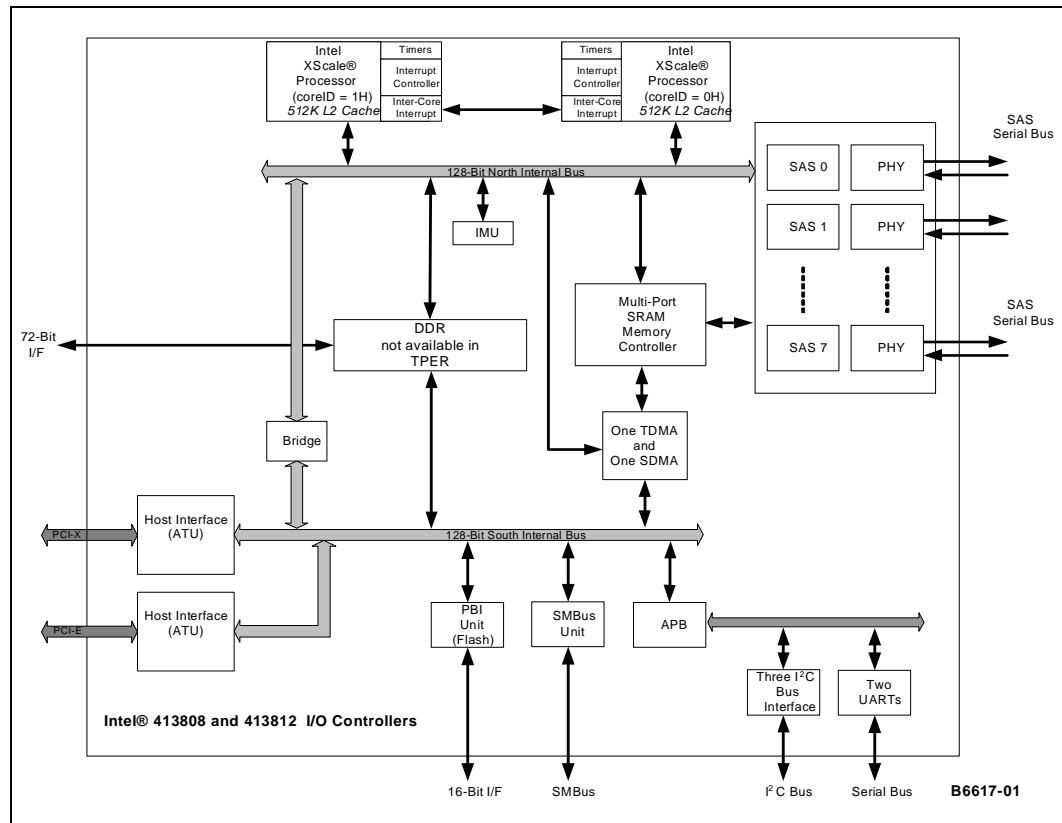 Intel
XScale®
Processor
(coreID = 1H)
512K L2 Cache
Timers
Interrupt
Controller
Inter-Core
Interrupt
Timers
Interrupt
Controller
Inter-Core
Interrupt
Intel
XScale®
Processor
(coreID = 0H)
512K L2 Cache
SAS
Serial Bus
128-Bit North Internal Bus
SAS 0
PHY
IMU
SAS 1
PHY
Multi-Port
SRAM
Memory
Controller
SAS
Serial Bus
72-Bit
I/F
DDR
not available in
TPER
SAS 7
PHY
Bridge
One TDMA
and
One SDMA
PCI-X
Host Interface
(ATU)
128-Bit South Internal Bus
PCI-E
Host Interface
(ATU)
PBI
Unit
(Flash)
SMBus
Unit
APB
Three I²C
Bus
Interface
Two
UARTs
Intel® 413808 and 413812 I/O Controllers
16-Bit I/F
SMBus
I² C Bus
Serial Bus
B6617-01